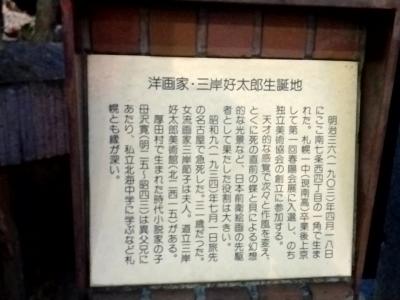 洋画家・三岸好太郎生誕地
明治三六（一九〇三）年四月一八日
にここ南七条西四丁目の一角で生ま
れた。札幌一中（現南高）卒業後上京
して第一回春陽会展に入選し、のち
独立美術協会の創立に参加する。
天才的な感覚で次々と作風を変え、
とくに死の直前の蝶と貝による幻想
的な光景など、日本前衛絵画の先駆
者として果たした役割は大きい。
昭和九（一九三四）年七月一日旅先
の名古屋で急死した。三一歳だった。
女流画家三岸節子は夫人。道立三岸
好太郎美術館（北二西一五）がある。
厚田村で生まれた時代小説家の子
母沢寛（明二五～昭四三）は異父兄に
あたり、私立北海中学に学ぶなど札
幌とも縁が深い。